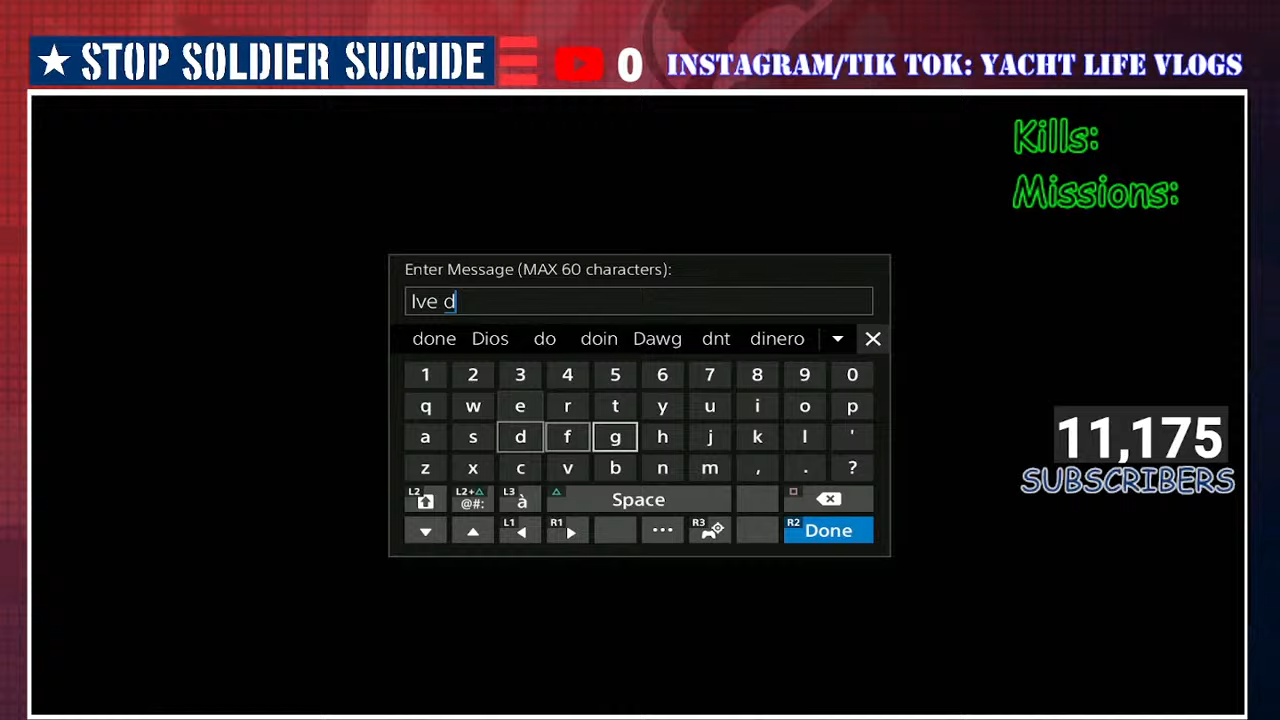 ★ STOP SOLDIER SUICIDE
0 INSTAGRAM/TIK TOK: YACHT LIFE VLOGS
Kills:
Missions:
Enter Message (MAX 60 characters):
Ive d
done Dios do doin Dawg dnt dinero
1 2 3 4 5 6 7 8 9 0
q w e r t y u i o p
a s d f g h j k l '
z x c v b n m , . ?
L2 L2+△ @#: L3 à △ Space □
L1 ◀ R1 ▶ ... R3 R2 Done
11,175
SUBSCRIBERS